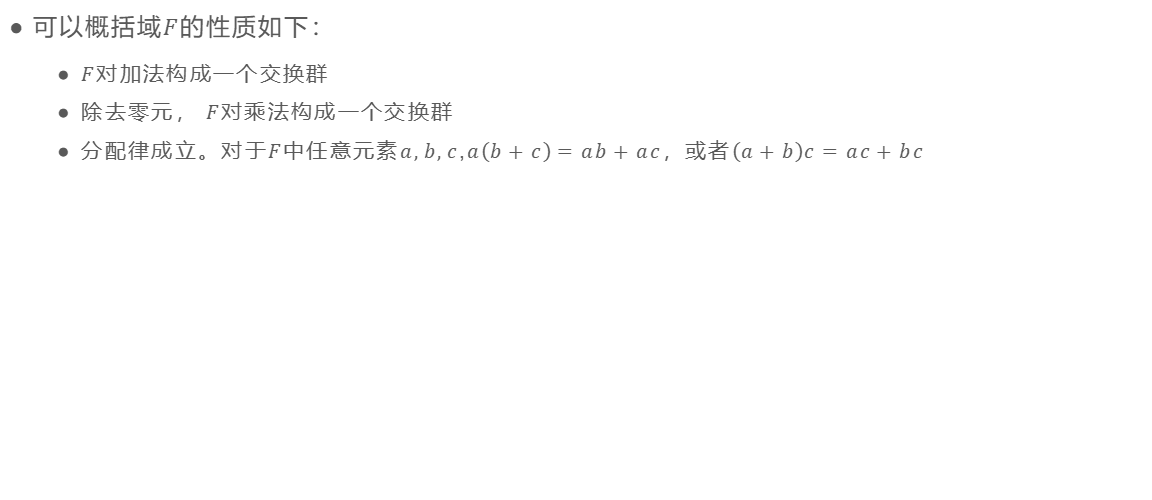 ● 可以概括域F的性质如下：
● F对加法构成一个交换群
● 除去零元， F对乘法构成一个交换群
● 分配律成立。对于F中任意元素a, b, c,a(b + c) = ab + ac，或者(a + b)c = ac + bc